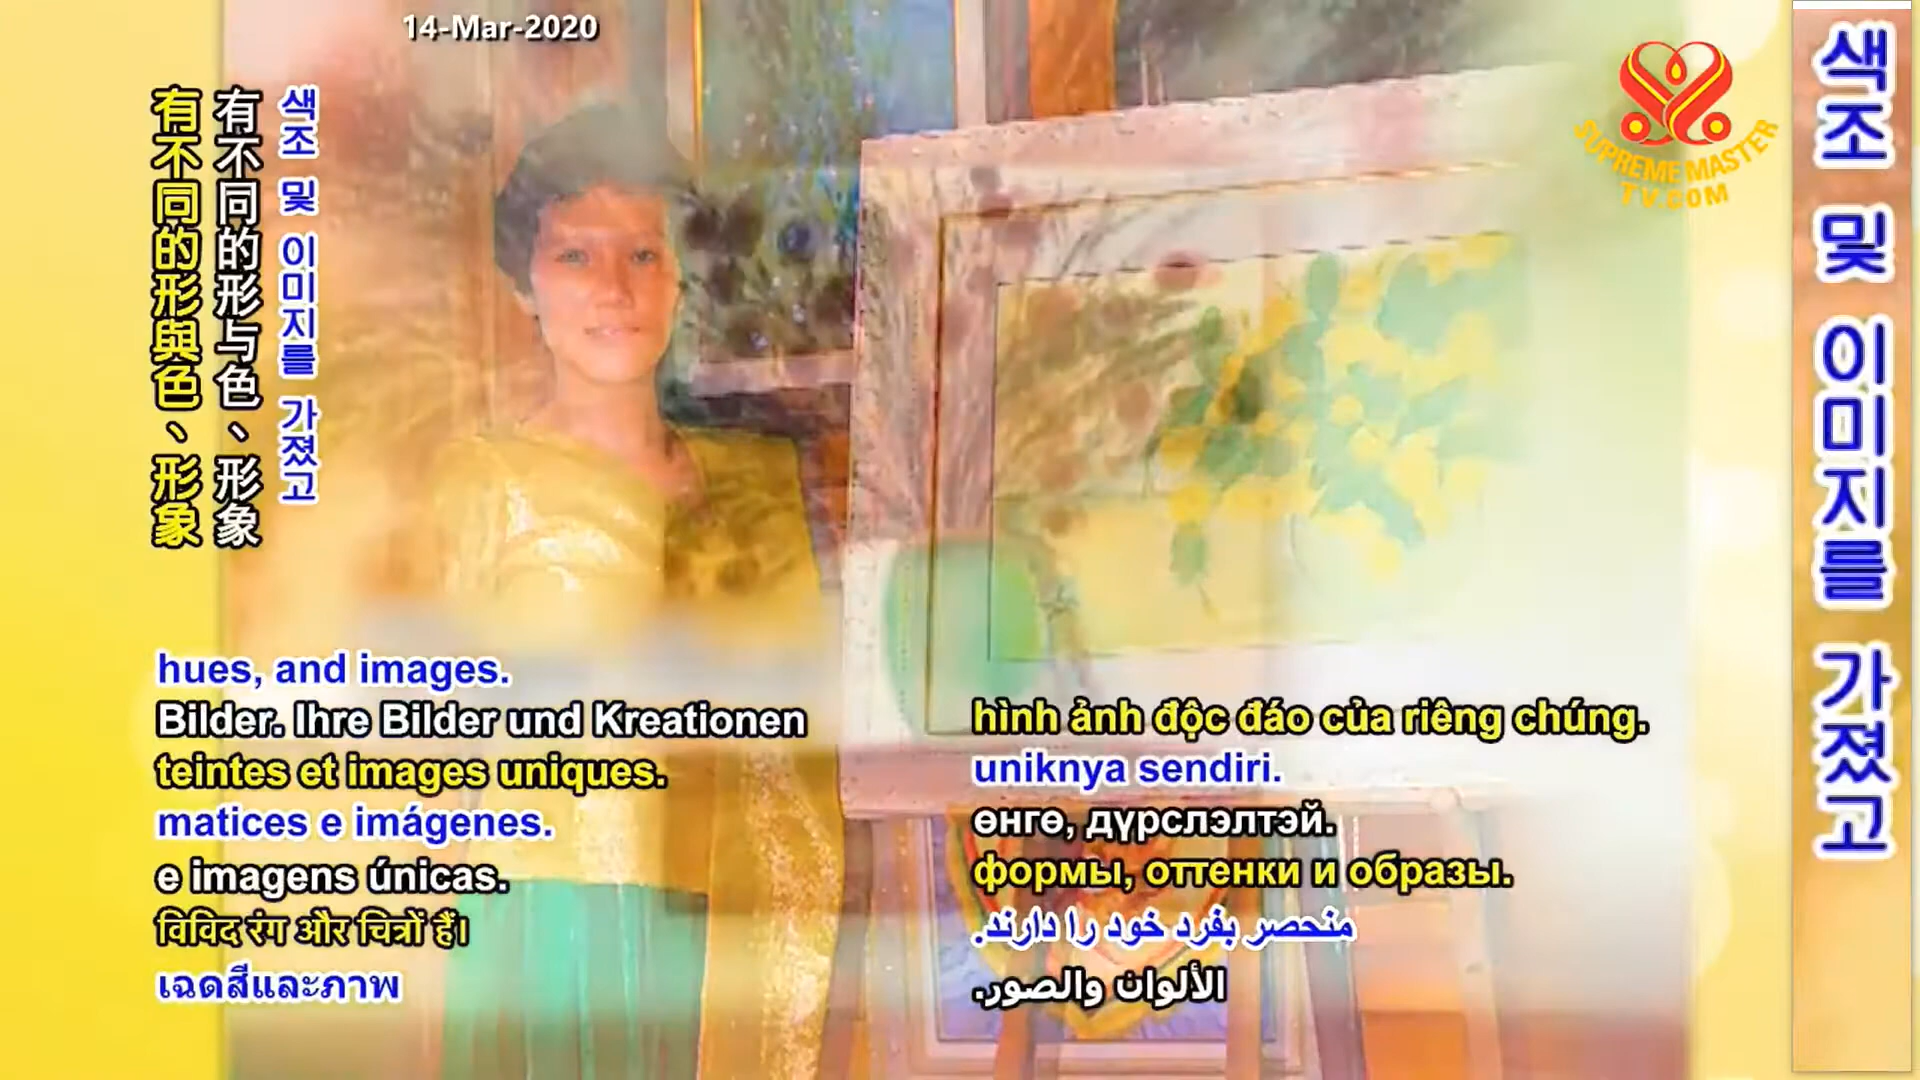 14-Mar-2020
SUPREME MASTER
TV.COM
有不同的形與色、形象
有不同的形与色、形象
색조 및 이미지를 가졌고
hues, and images.
Bilder. Ihre Bilder und Kreationen
teintes et images uniques.
matices e imágenes.
e imagens únicas.
विविद रंग और चित्रों हैं।
เฉดสีและภาพ
hình ảnh độc đáo của riêng chúng.
uniknya sendiri.
өнгө, дүрслэлтэй.
формы, оттенки и образы.
منحصر بفرد خود را دارند.
الألوان والصور.
색조 및 이미지를 가졌고